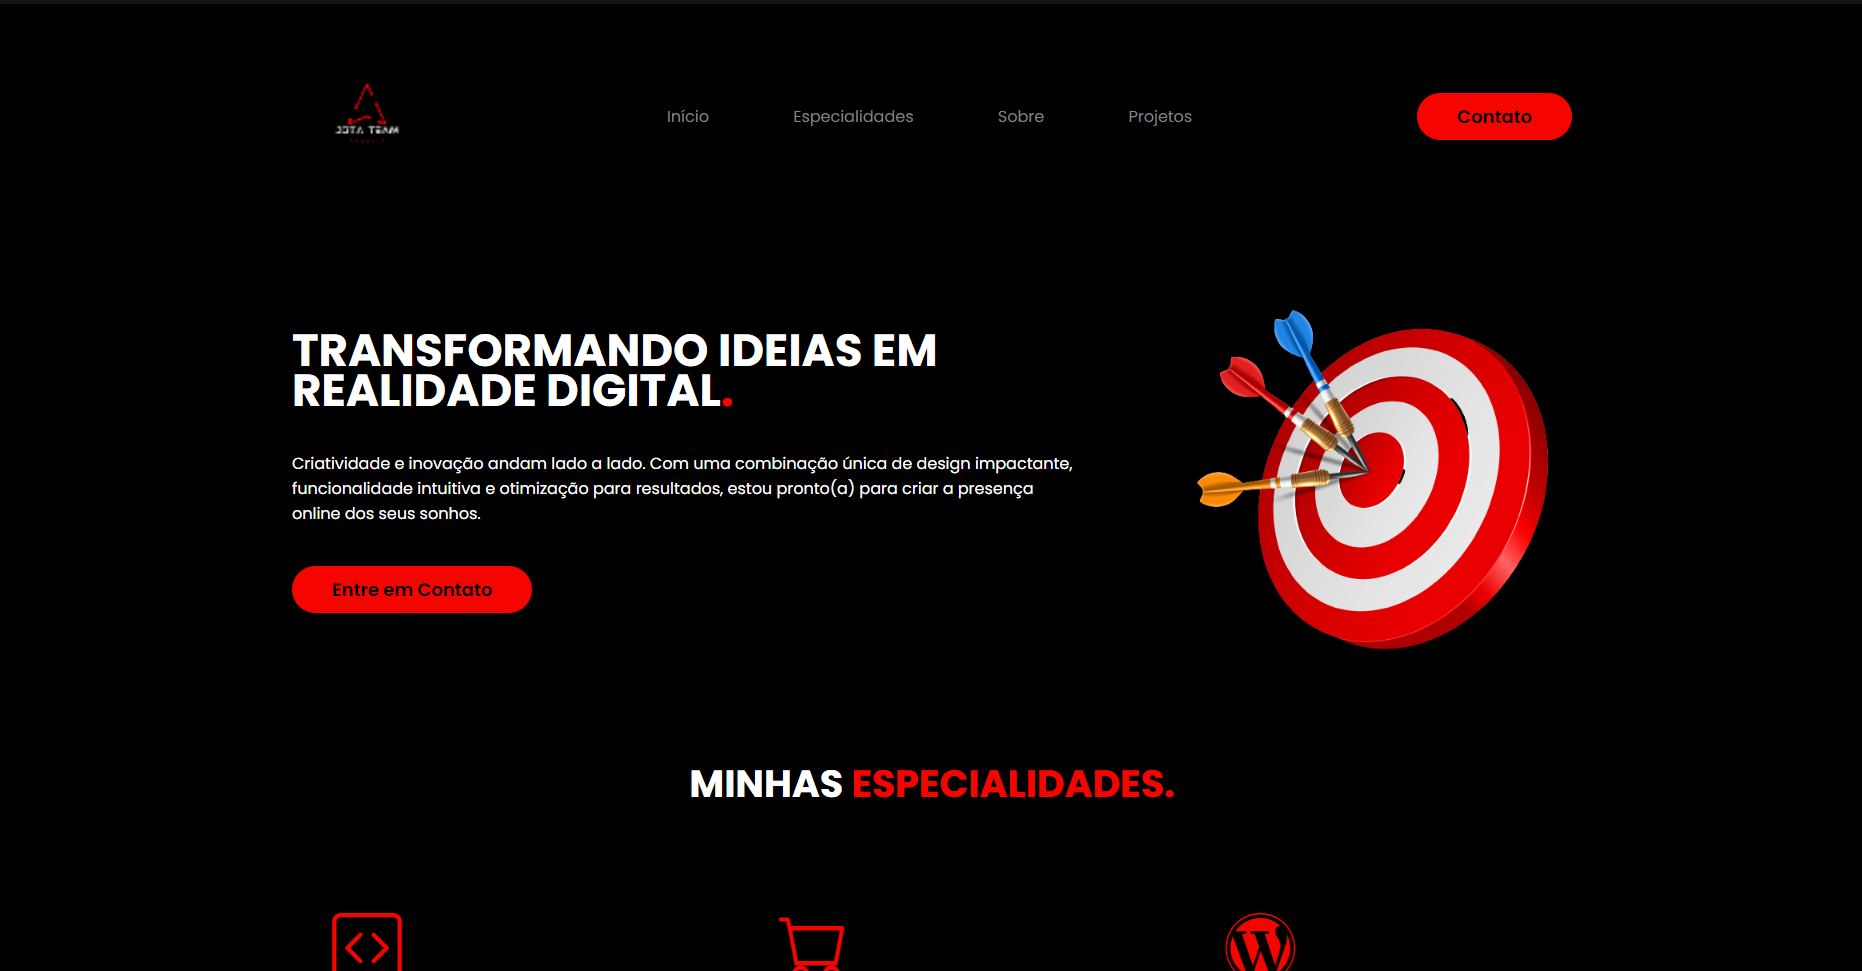 JOTA TEAM
Início
Especialidades
Sobre
Projetos
Contato
TRANSFORMANDO IDEIAS EM
REALIDADE DIGITAL.
Criatividade e inovação andam lado a lado. Com uma combinação única de design impactante,
funcionalidade intuitiva e otimização para resultados, estou pronto(a) para criar a presença
online dos seus sonhos.
Entre em Contato
MINHAS ESPECIALIDADES.